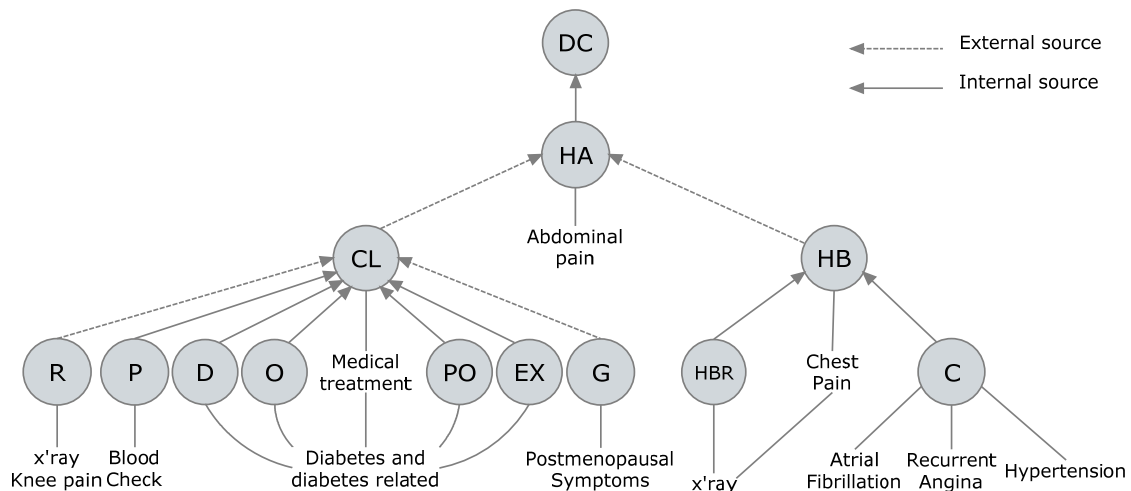 DC
External source
Internal source
HA
Abdominal
pain
CL
HB
R
P
D
O
Medical
treatment
PO
EX
G
HBR
Chest
Pain
C
x'ray
Knee pain
Blood
Check
Diabetes and
diabetes related
Postmenopausal
Symptoms
x'ray
Atrial
Fibrillation
Recurrent
Angina
Hypertension